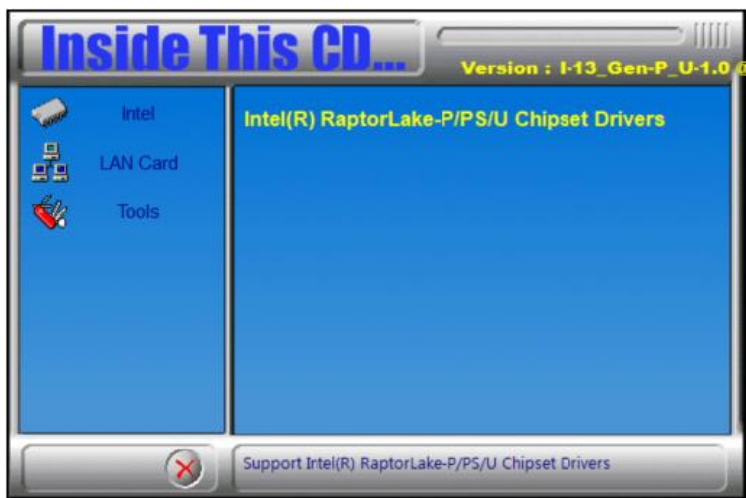 Inside This CD...
Version : I-13_Gen-P_U-1.0 @
Intel
LAN Card
Tools
Intel(R) RaptorLake-P/PS/U Chipset Drivers
Support Intel(R) RaptorLake-P/PS/U Chipset Drivers